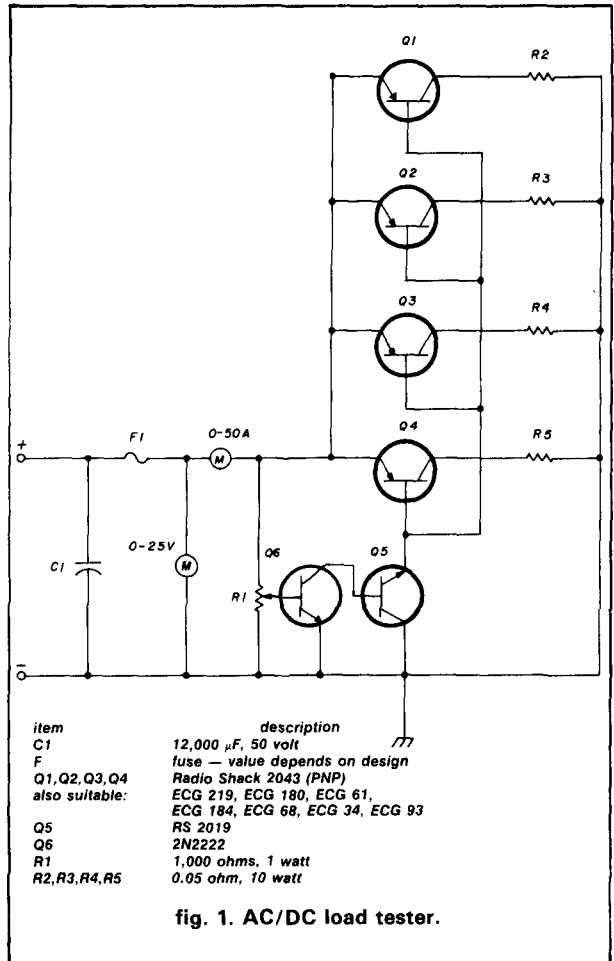 Q1
R2
Q2
R3
Q3
R4
Q4
R5
+
F1
0-50A
M
0-25V
M
C1
Q6
Q5
R1
−
item description
C1 12,000 μF, 50 volt
F fuse — value depends on design
Q1,Q2,Q3,Q4 Radio Shack 2043 (PNP)
also suitable: ECG 219, ECG 180, ECG 61,
ECG 184, ECG 68, ECG 34, ECG 93
Q5 RS 2019
Q6 2N2222
R1 1,000 ohms, 1 watt
R2,R3,R4,R5 0.05 ohm, 10 watt
fig. 1. AC/DC load tester.